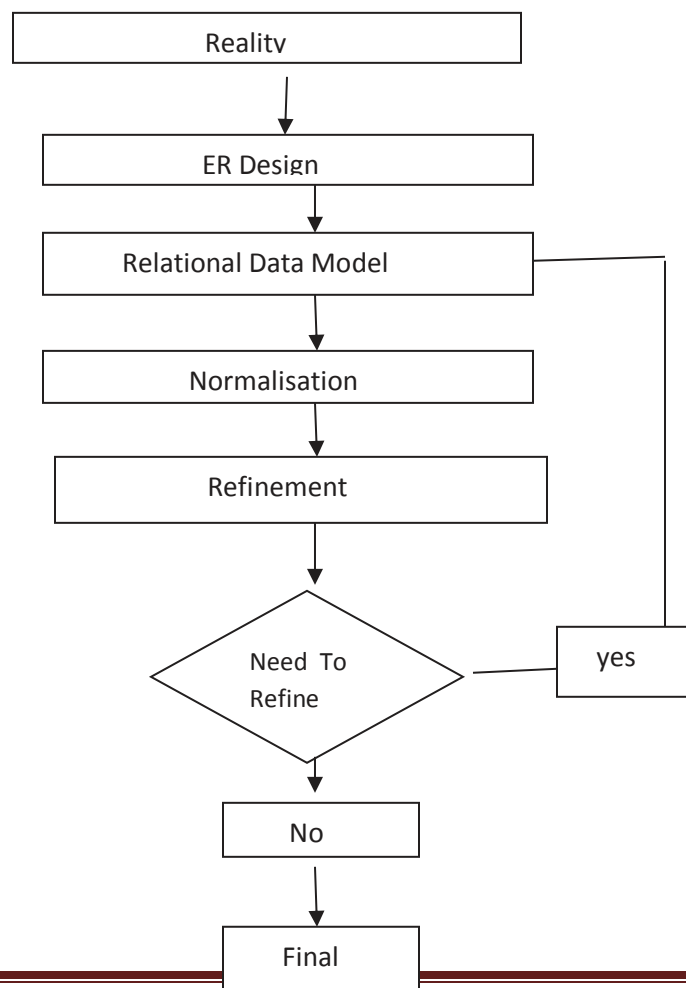 Reality
ER Design
Relational Data Model
Normalisation
Refinement
Need To
Refine
yes
No
Final